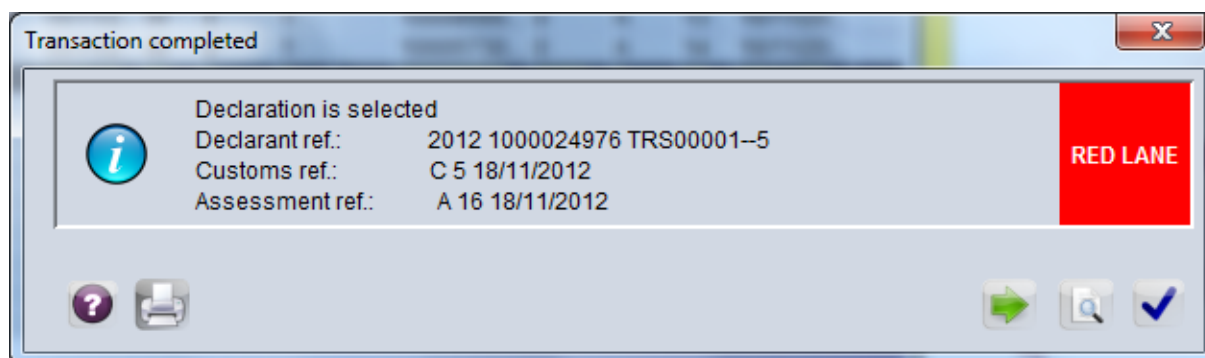 Transaction completed
Declaration is selected
Declarant ref.: 2012 1000024976 TRS00001--5
Customs ref.: C 5 18/11/2012
Assessment ref.: A 16 18/11/2012
RED LANE